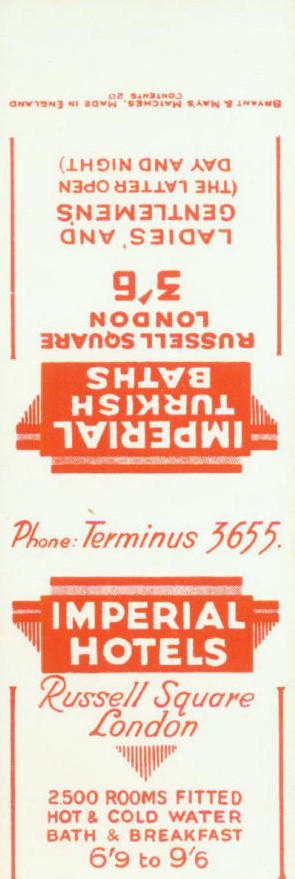 BRYANT & MAY'S MATCHES. MADE IN ENGLAND
CONTENTS 20
IMPERIAL
TURKISH
BATHS
RUSSELL SQUARE
LONDON
3'6
LADIES' AND
GENTLEMEN'S
(THE LATTER OPEN
DAY AND NIGHT)
Phone: Terminus 3655.
IMPERIAL
HOTELS
Russell Square
London
2,500 ROOMS FITTED
HOT & COLD WATER
BATH & BREAKFAST
6'9 to 9'6